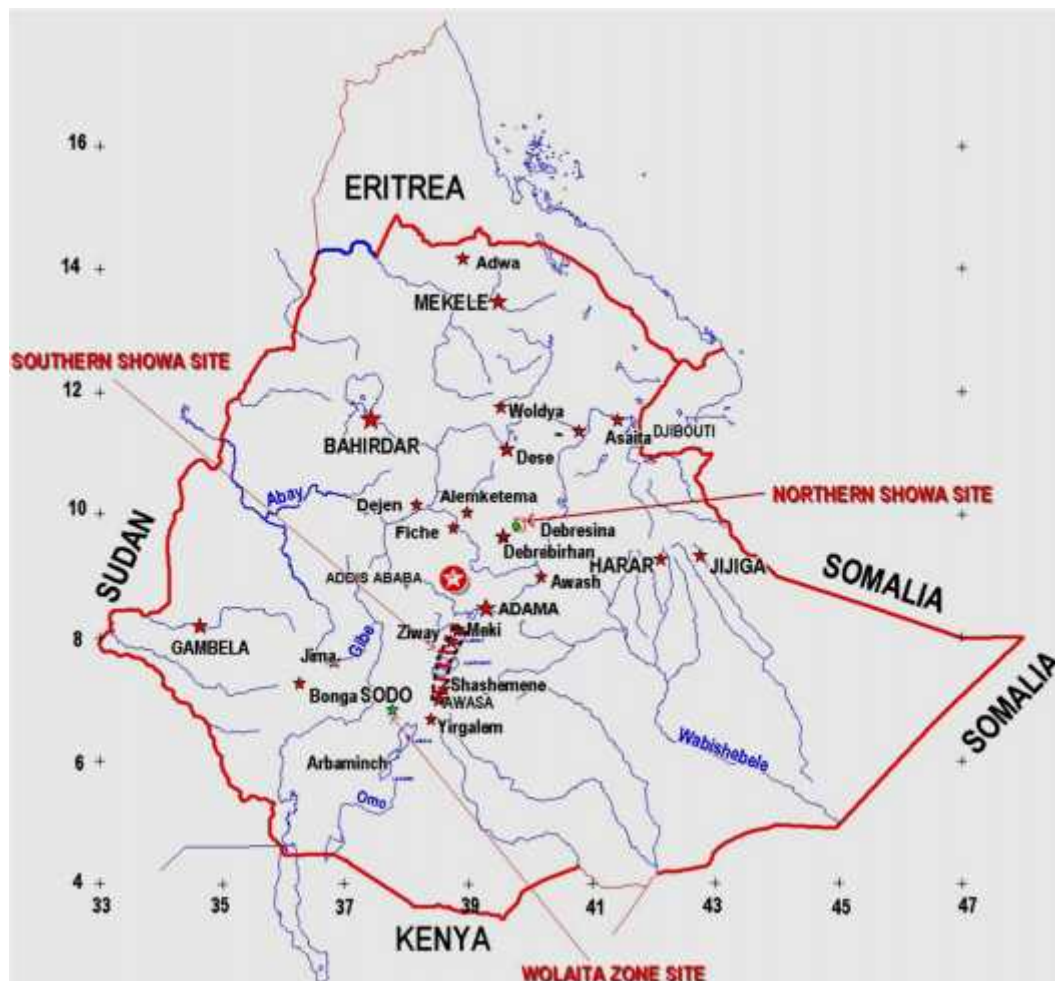 16
ERITREA
14
Adwa
MEKELE
SOUTHERN SHOWA SITE
12
Woldya
BAHIRDAR
Asaita
DJIBOUTI
Dese
Abay
Alemketema
NORTHERN SHOWA SITE
10
Dejen
Fiche
Debresina
Debrebirhan
SUDAN
ADDIS ABABA
HARAR
JIJIGA
SOMALIA
Awash
ADAMA
8
GAMBELA
Gibe
Ziway
Meki
Jima
Bonga
SODO
Shashemene
AWASA
Yirgalem
SOMALIA
Wabishebele
6
Arbaminch
Omo
4
33
35
37
39
41
43
45
47
KENYA
WOLAITA ZONE SITE